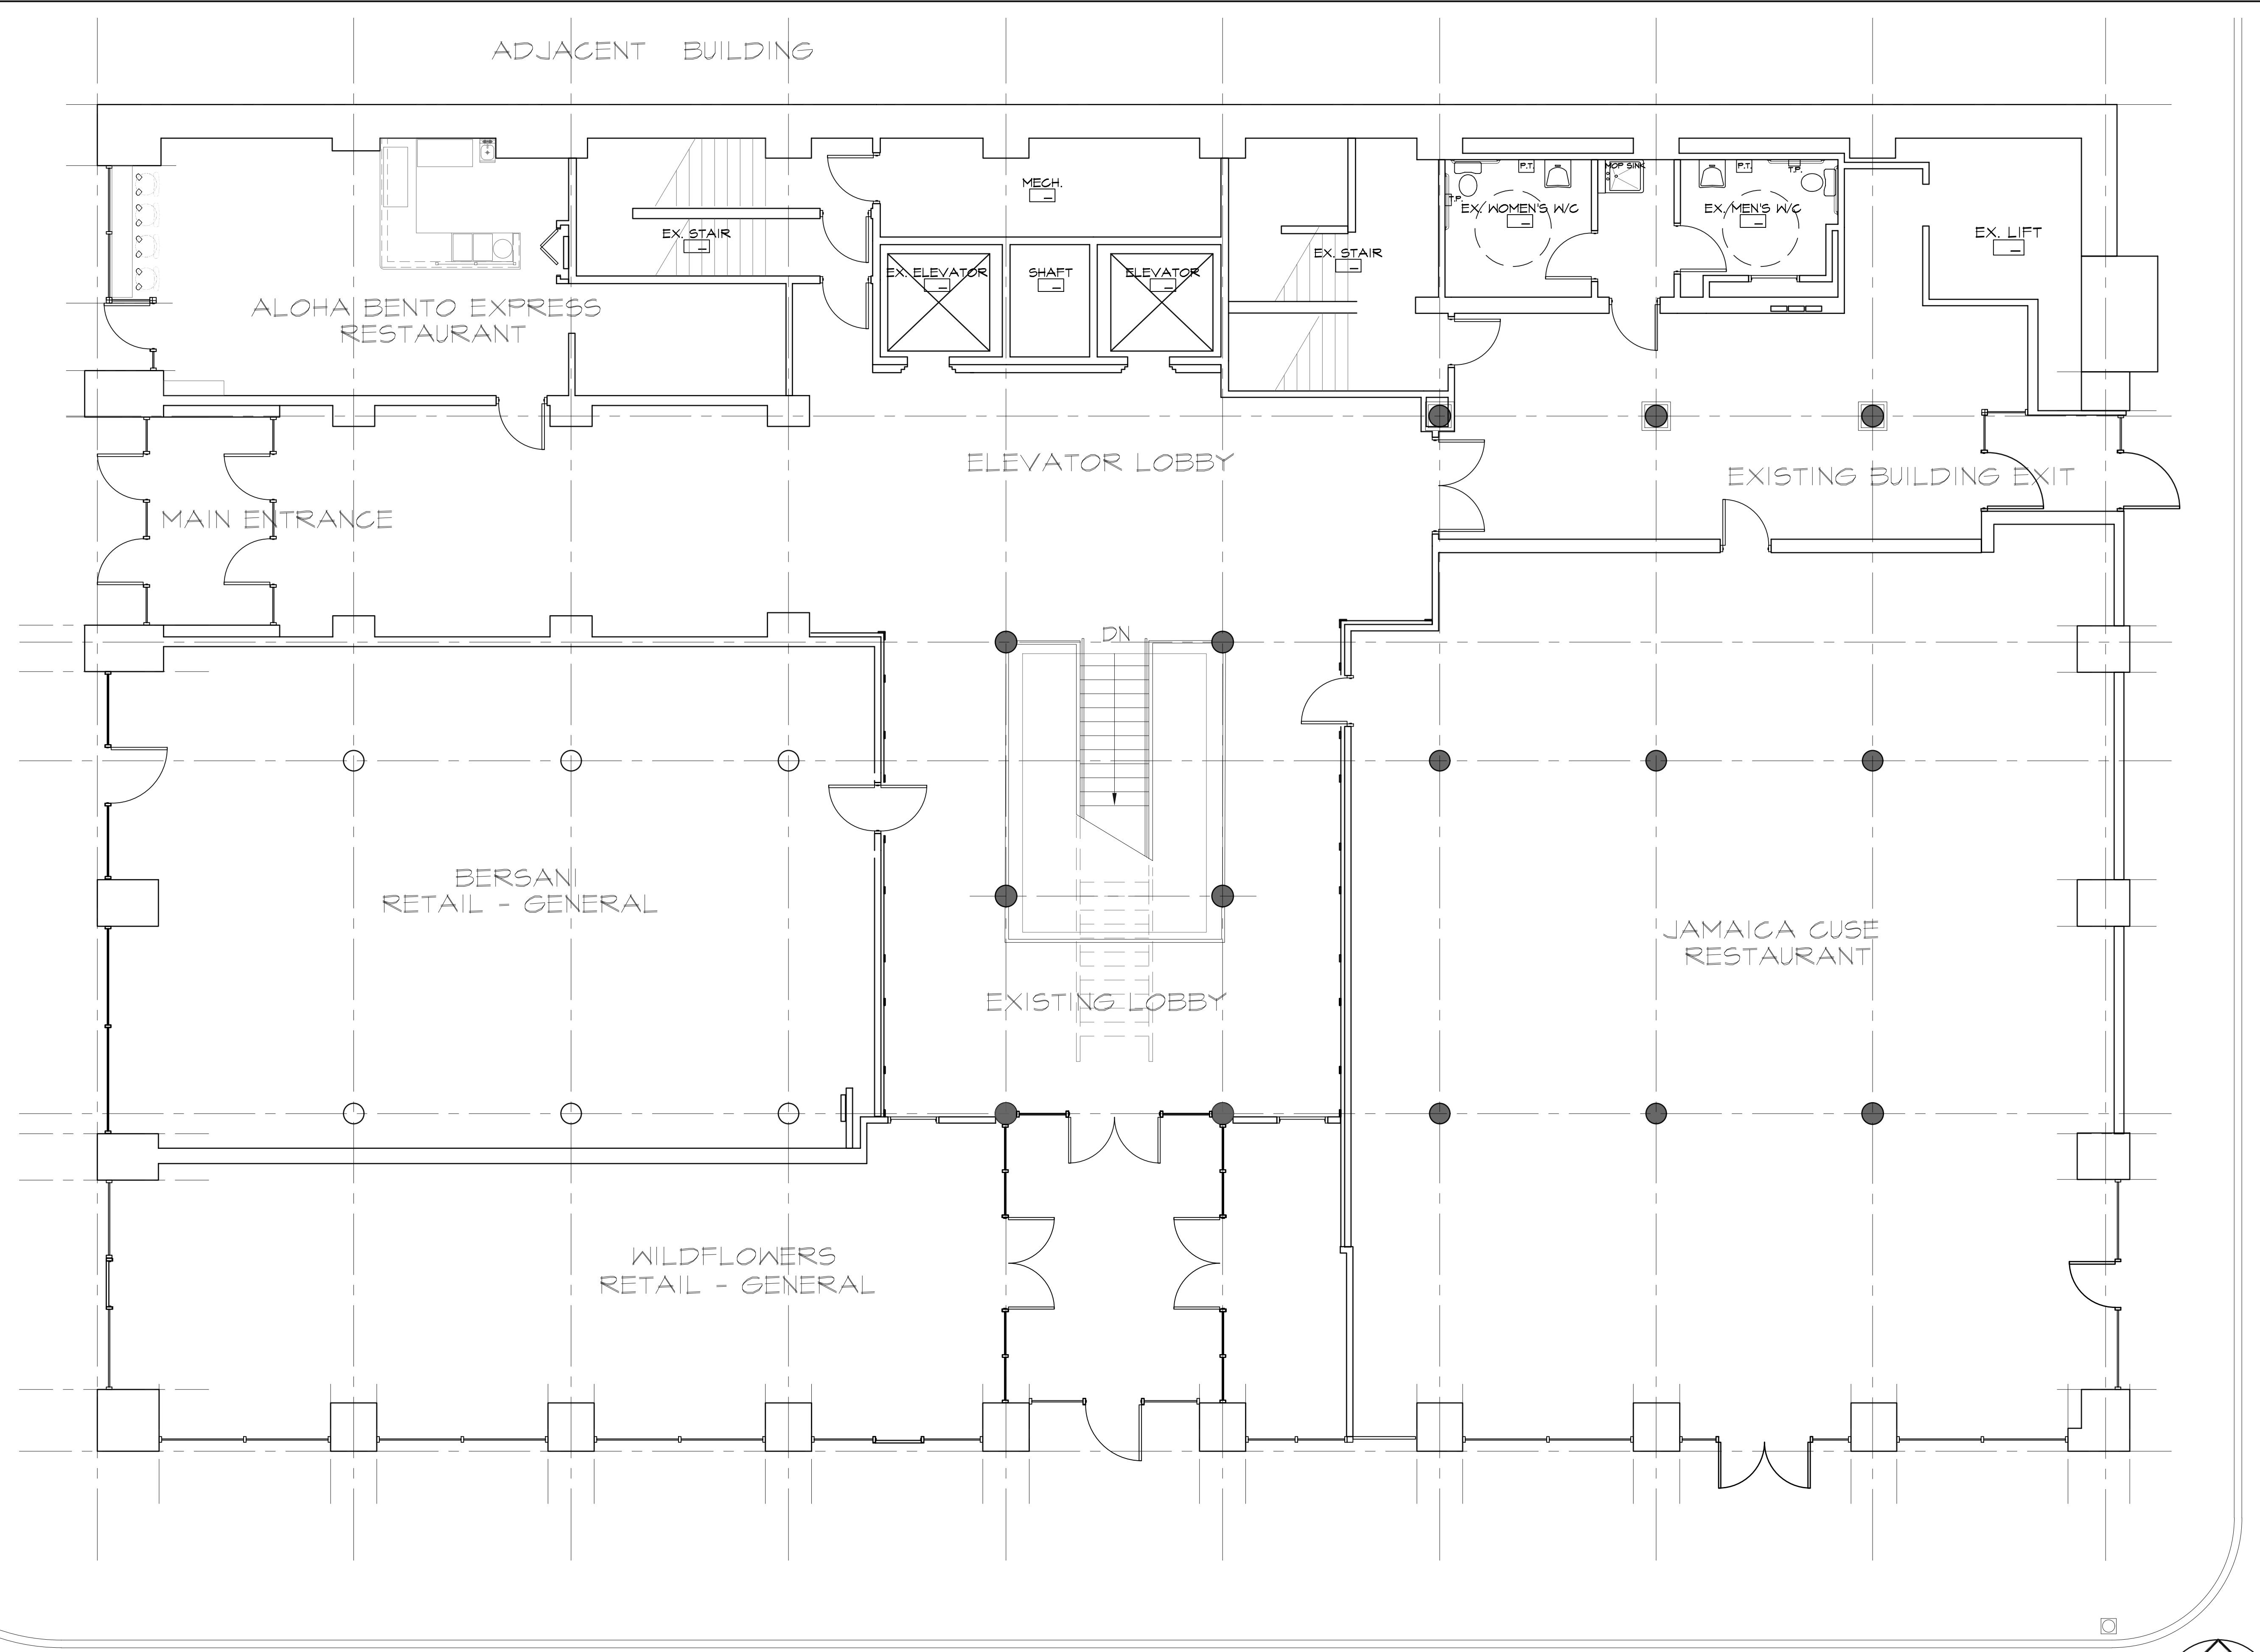 ADJACENT BUILDING
MECH.
P.T.
MOP SINK
P.T.
T.P.
T.P.
EX. WOMEN'S W/C
EX. MEN'S W/C
EX. STAIR
EX. LIFT
EX. STAIR
EX. ELEVATOR
SHAFT
ELEVATOR
ALOHA BENTO EXPRESS
RESTAURANT
ELEVATOR LOBBY
EXISTING BUILDING EXIT
MAIN ENTRANCE
DN
BERSANI
RETAIL - GENERAL
JAMAICA CUSE
RESTAURANT
EXISTING LOBBY
WILDFLOWERS
RETAIL - GENERAL